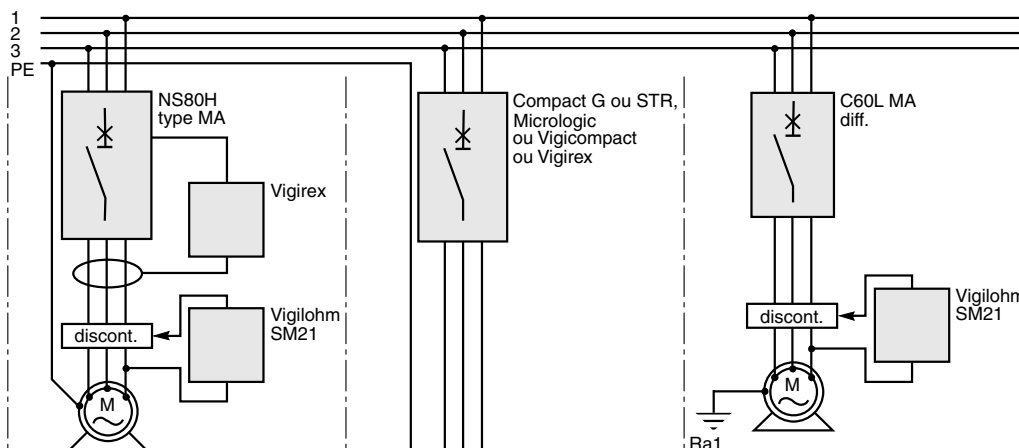 1
2
3
PE
NS80H
type MA
Vigirex
discont.
Vigilohm
SM21
M
Compact G ou STR,
Micrologic
ou Vigicompact
ou Vigirex
C60L MA
diff.
discont.
Vigilohm
SM21
M
Ra1